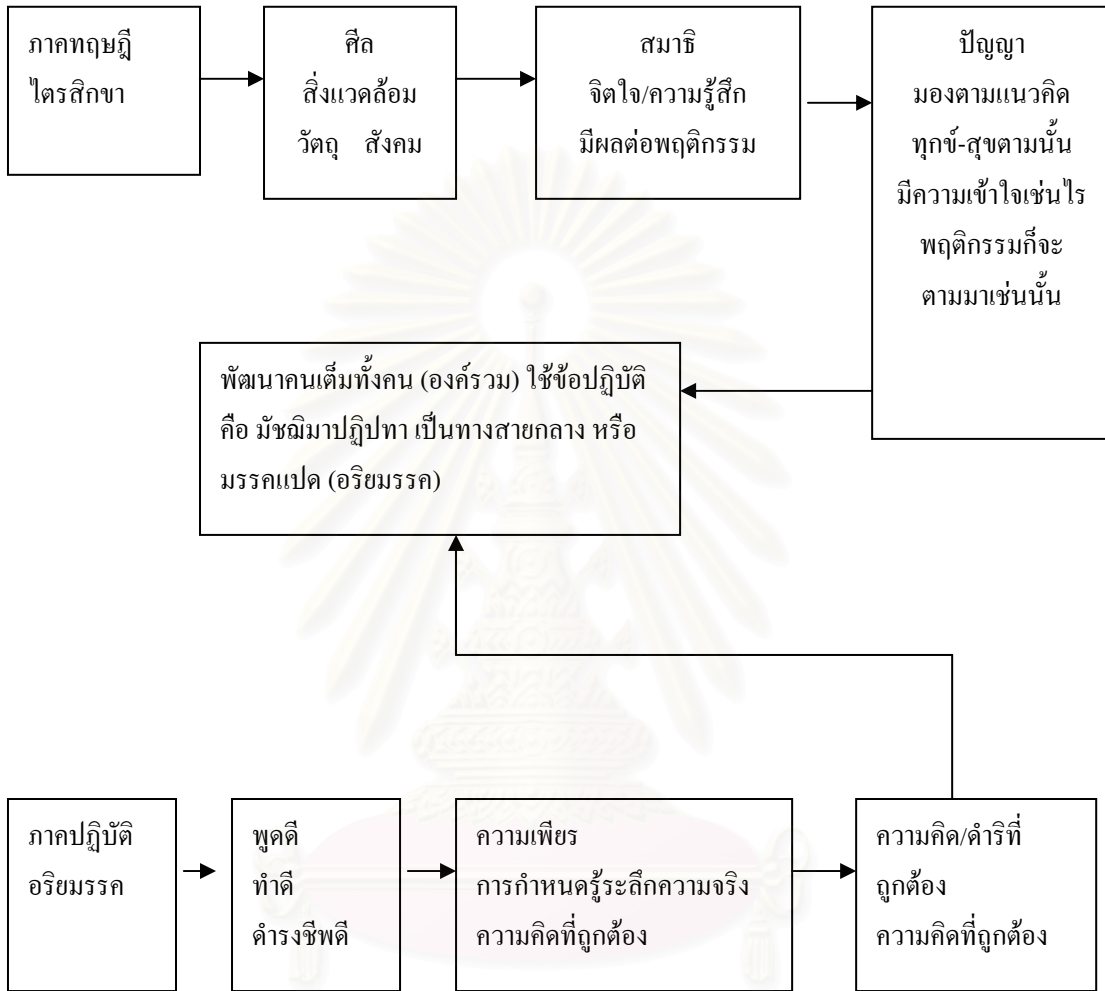 ภาคทฤษฎี
ไตรสิกขา
ศีล
สิ่งแวดล้อม
วัตถุ สังคม
สมาธิ
จิตใจ/ความรู้สึก
มีผลต่อพฤติกรรม
ปัญญา
มองตามแนวคิด
ทุกข์-สุขตามนั้น
มีความเข้าใจเช่นไร
พฤติกรรมก็จะ
ตามมาเช่นนั้น
พัฒนาคนเต็มทั้งคน (องค์รวม) ใช้ข้อปฏิบัติ
คือ มัชฌิมาปฏิปทา เป็นทางสายกลาง หรือ
มรรคแปด (อริยมรรค)
ภาคปฏิบัติ
อริยมรรค
พูดดี
ทำดี
ดำรงชีพดี
ความเพียร
การกำหนดรู้ระลึกความจริง
ความคิดที่ถูกต้อง
ความคิด/ดำริที่
ถูกต้อง
ความคิดที่ถูกต้อง